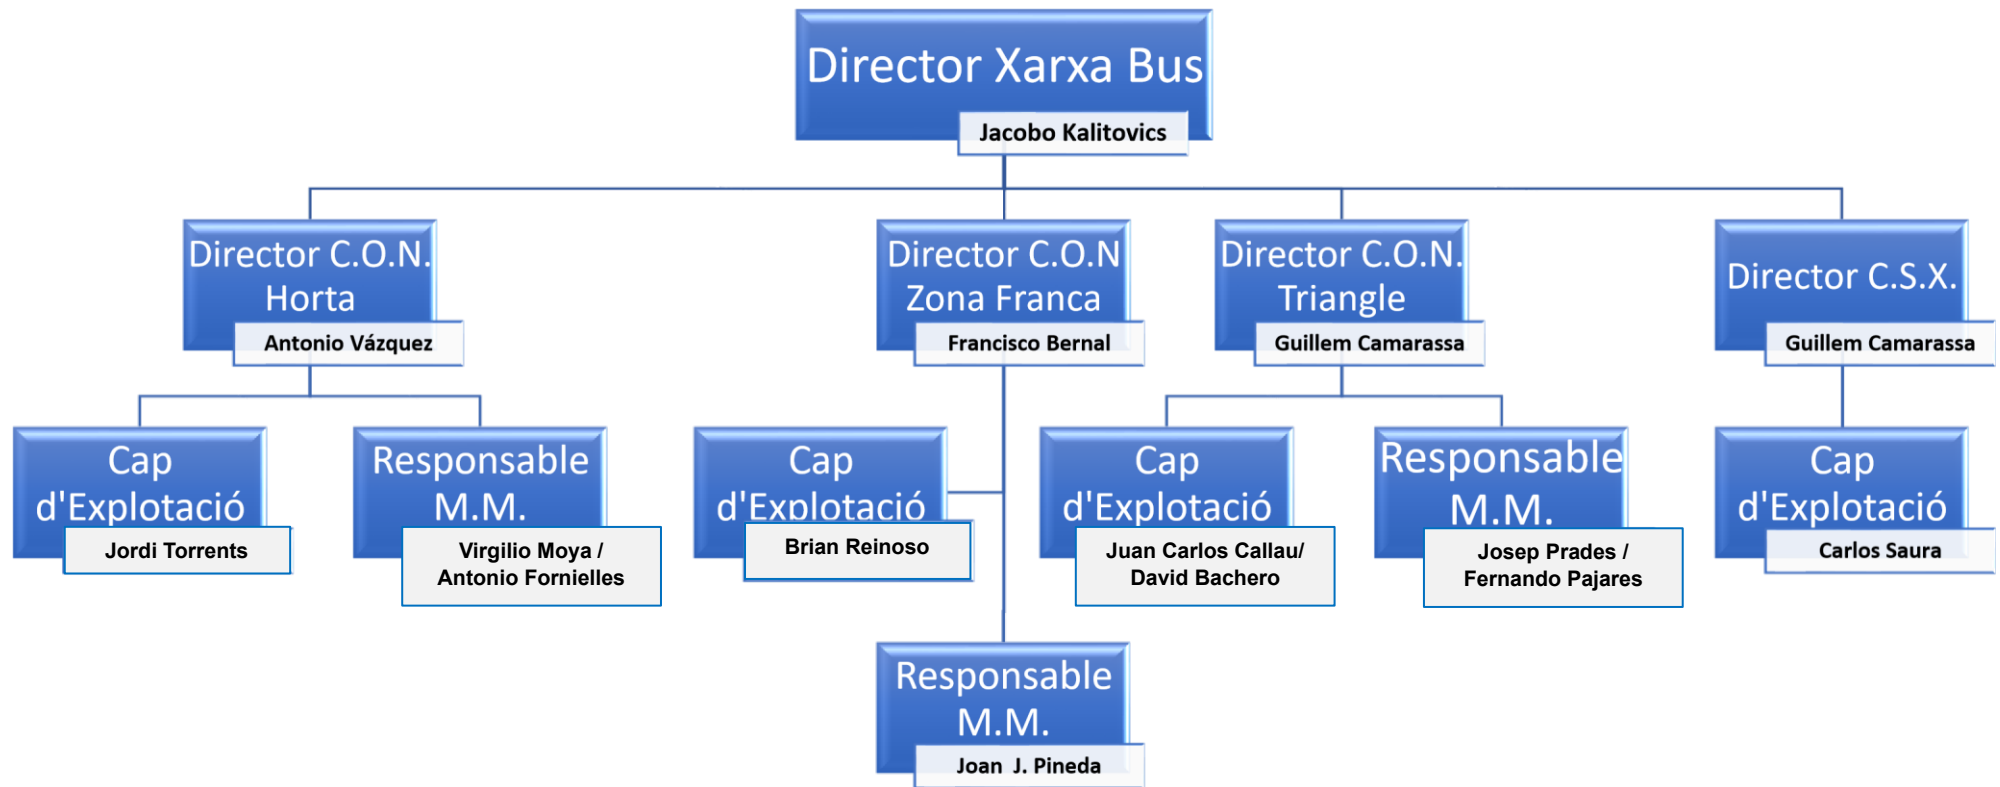 Director Xarxa Bus
Jacobo Kalitovics
Director C.O.N.
Horta
Antonio Vázquez
Director C.O.N
Zona Franca
Francisco Bernal
Director C.O.N.
Triangle
Guillem Camarassa
Director C.S.X.
Guillem Camarassa
Cap
d'Explotació
Jordi Torrents
Responsable
M.M.
Virgilio Moya /
Antonio Fornielles
Cap
d'Explotació
Brian Reinoso
Cap
d'Explotació
Juan Carlos Callau/
David Bachero
Responsable
M.M.
Josep Prades /
Fernando Pajares
Cap
d'Explotació
Carlos Saura
Responsable
M.M.
Joan J. Pineda